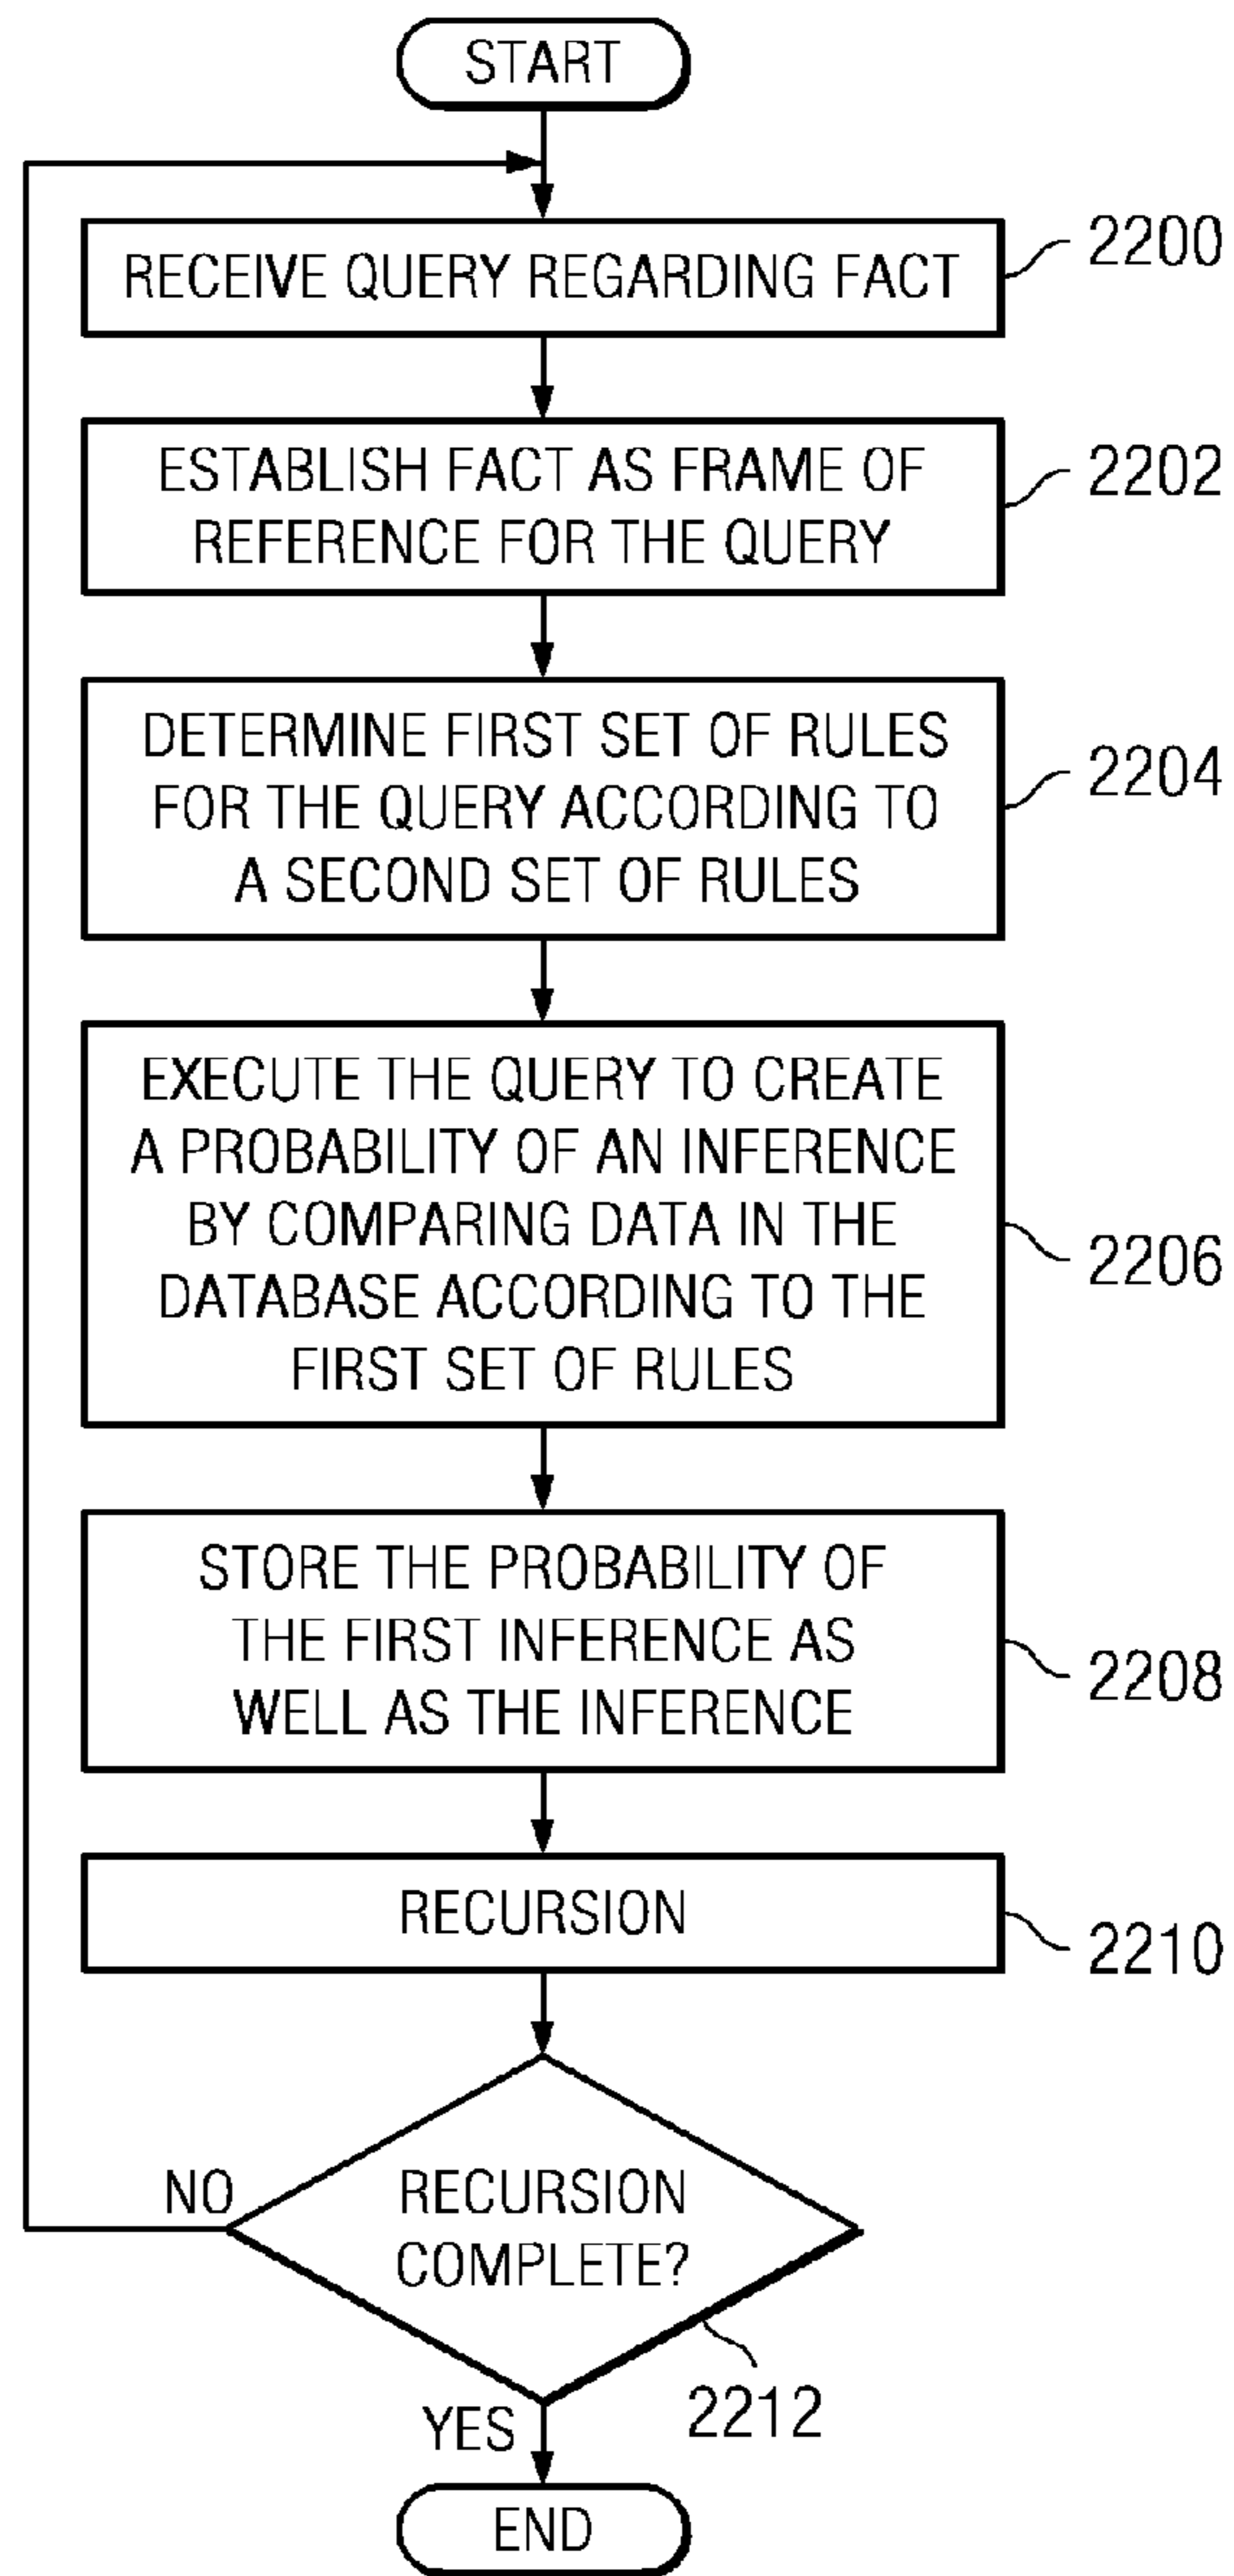 START
RECEIVE QUERY REGARDING FACT
2200
ESTABLISH FACT AS FRAME OF
REFERENCE FOR THE QUERY
2202
DETERMINE FIRST SET OF RULES
FOR THE QUERY ACCORDING TO
A SECOND SET OF RULES
2204
EXECUTE THE QUERY TO CREATE
A PROBABILITY OF AN INFERENCE
BY COMPARING DATA IN THE
DATABASE ACCORDING TO THE
FIRST SET OF RULES
2206
STORE THE PROBABILITY OF
THE FIRST INFERENCE AS
WELL AS THE INFERENCE
2208
RECURSION
2210
NO
RECURSION
COMPLETE?
2212
YES
END